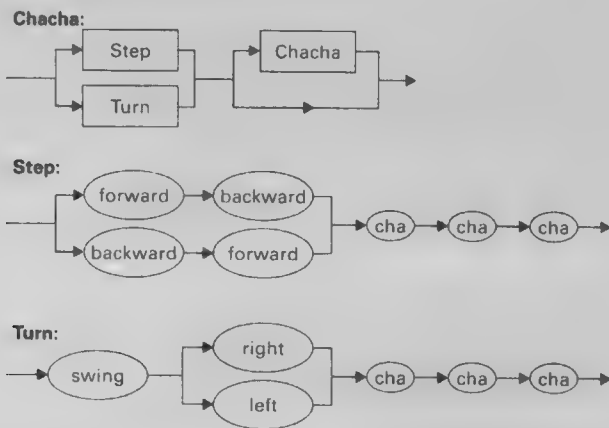 Chacha:
Step Chacha
Turn
Step:
forward backward
cha cha cha
backward forward
Turn:
right
swing cha cha cha
left